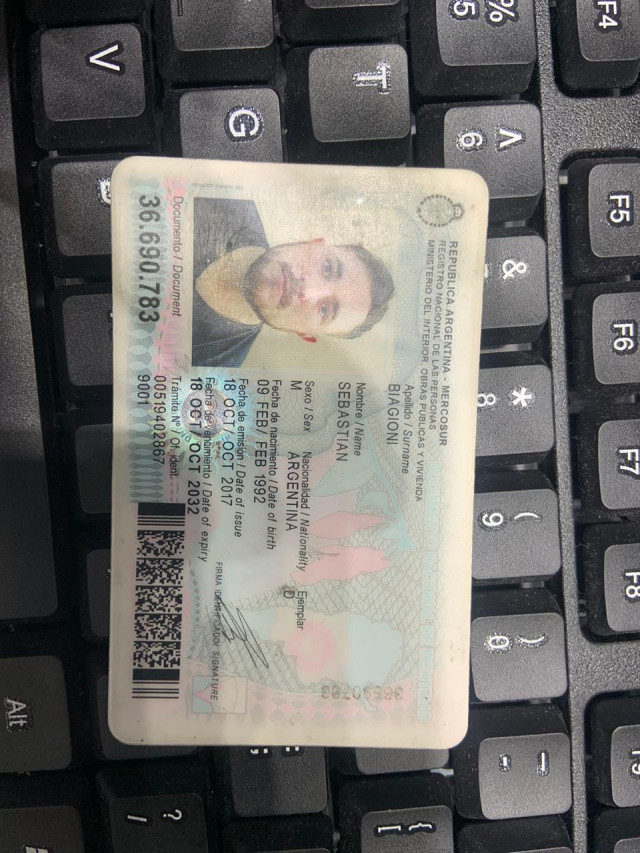 REPUBLICA ARGENTINA - MERCOSUR
REGISTRO NACIONAL DE LAS PERSONAS
MINISTERIO DEL INTERIOR, OBRAS PUBLICAS Y VIVIENDA
Apellido / Surname
BIAGIONI
Nombre / Name
SEBASTIAN
Sexo / Sex Nacionalidad / Nationality Ejemplar
M ARGENTINA D
Fecha de nacimiento / Date of birth
09 FEB/ FEB 1992
Fecha de emisión / Date of issue
18 OCT/ OCT 2017
Fecha de vencimiento / Date of expiry
18 OCT/ OCT 2032
FIRMA IDENTIFICADO/ SIGNATURE
Documento / Document
36.690.783
Trámite Nº / Of. ident.
00519402867
9001
36690783
F4
F5
F6
F7
F8
F9
% 5
^ 6
& 
* 8
( 9
) 0
- -
T
G
V
{ [
? /
Alt